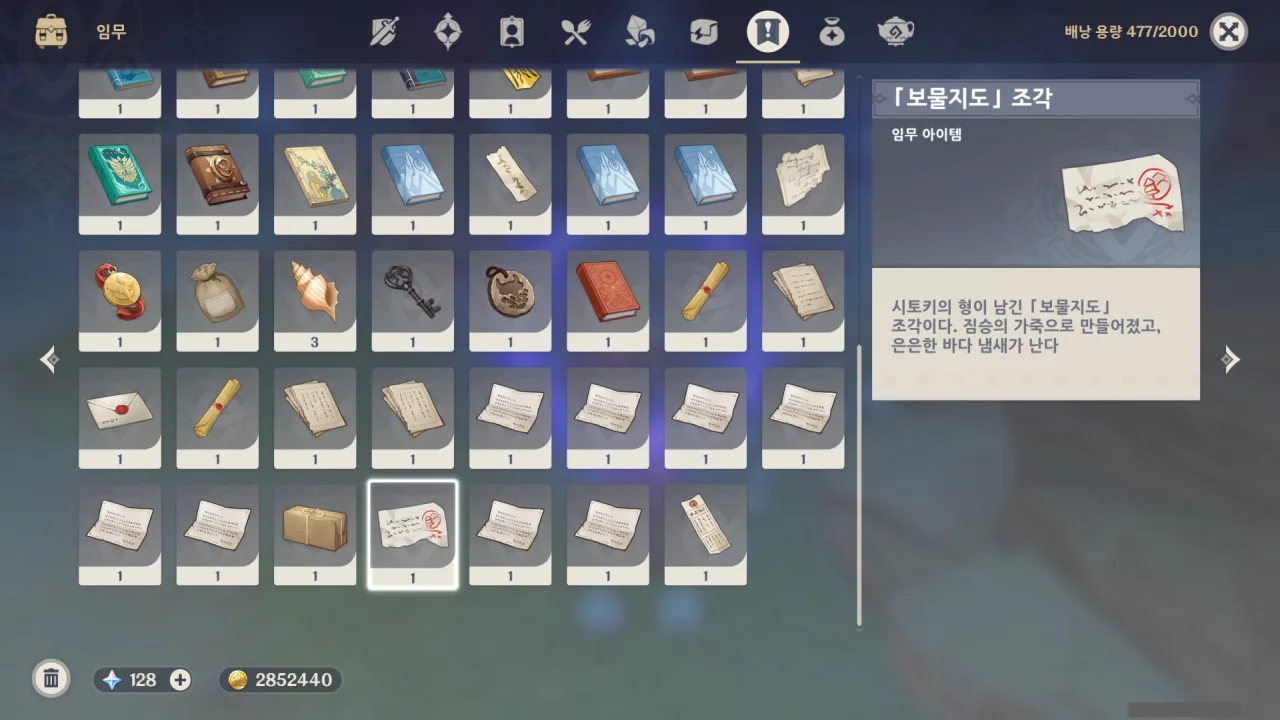 임무
배낭 용량 477/2000
1 1 1 1 1 1 1 1
1 1 1 1 1 1 1 1
1 1 3 1 1 1 1 1
1 1 1 1 1 1 1 1
1 1 1 1 1 1 1
128
2852440
「보물지도」 조각
임무 아이템
시토키의 형이 남긴 「보물지도」
조각이다. 짐승의 가죽으로 만들어졌고,
은은한 바다 냄새가 난다